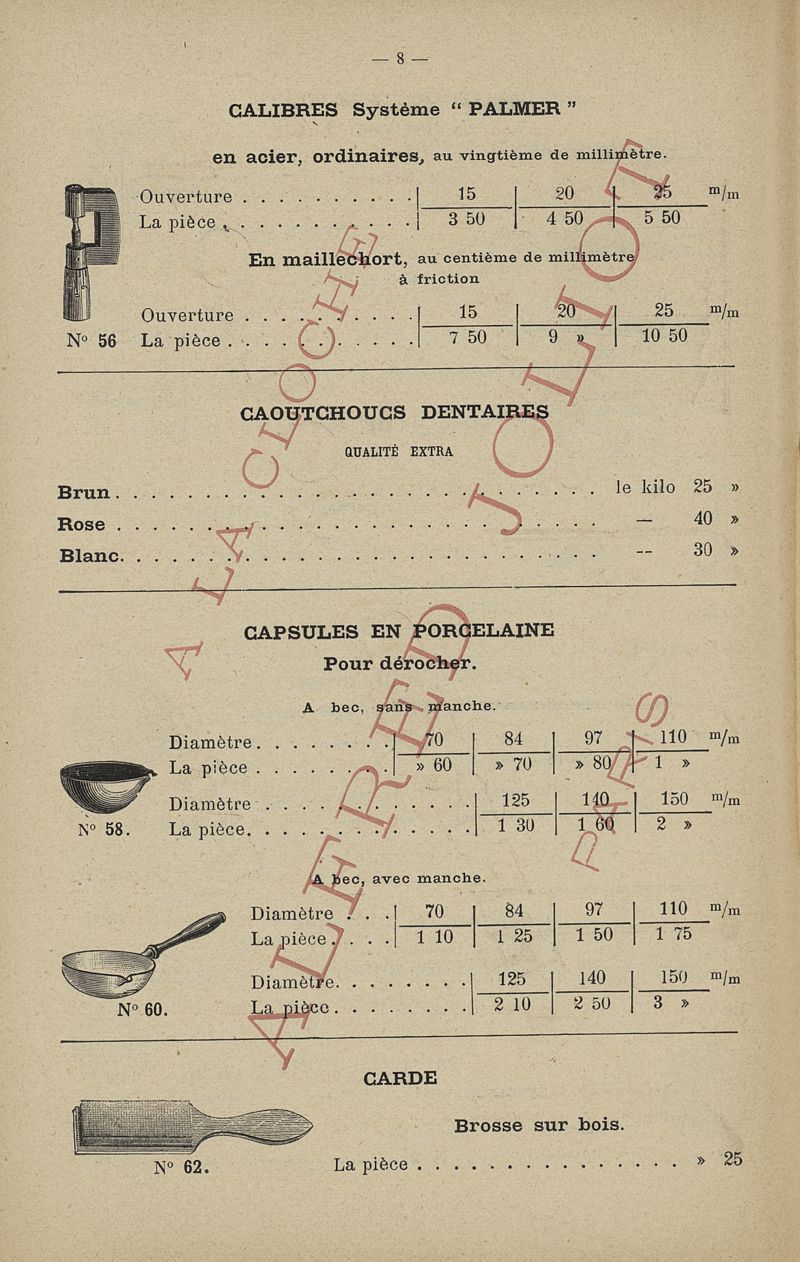 — 8 —
CALIBRES Système “ PALMER ”
en acier, ordinaires, au vingtième de millimètre.
Ouverture . . . . . . . . . . 15 20 25 m/m
La pièce . . . . . . . . . . 3 50 4 50 5 50
En maillechort, au centième de millimètre
à friction
Ouverture . . . . . . . . . . 15 20 25 m/m
Nº 56 La pièce . . . . . . . . . . 7 50 9 » 10 50
CAOUTCHOUCS DENTAIRES
QUALITÉ EXTRA
Brun . . . . . . . . . . . . . . . . . . . . le kilo 25 »
Rose . . . . . . . . . . . . . . . . . . . . — 40 »
Blanc. . . . . . . . . . . . . . . . . . . . — 30 »
CAPSULES EN PORCELAINE
Pour dérocher.
A bec, sans manche.
Diamètre. . . . . . . . 70 84 97 110 m/m
La pièce . . . . . . . . » 60 » 70 » 80 1 »
Diamètre . . . . . . . . . . . 125 140 150 m/m
Nº 58. La pièce. . . . . . . . . . . 1 30 1 60 2 »
A bec, avec manche.
Diamètre . . . 70 84 97 110 m/m
La pièce . . . . 1 10 1 25 1 50 1 75
Diamètre. . . . . . . . 125 140 150 m/m
Nº 60. La pièce . . . . . . . . 2 10 2 50 3 »
CARDE
Brosse sur bois.
Nº 62. La pièce . . . . . . . . . . . . . . . » 25